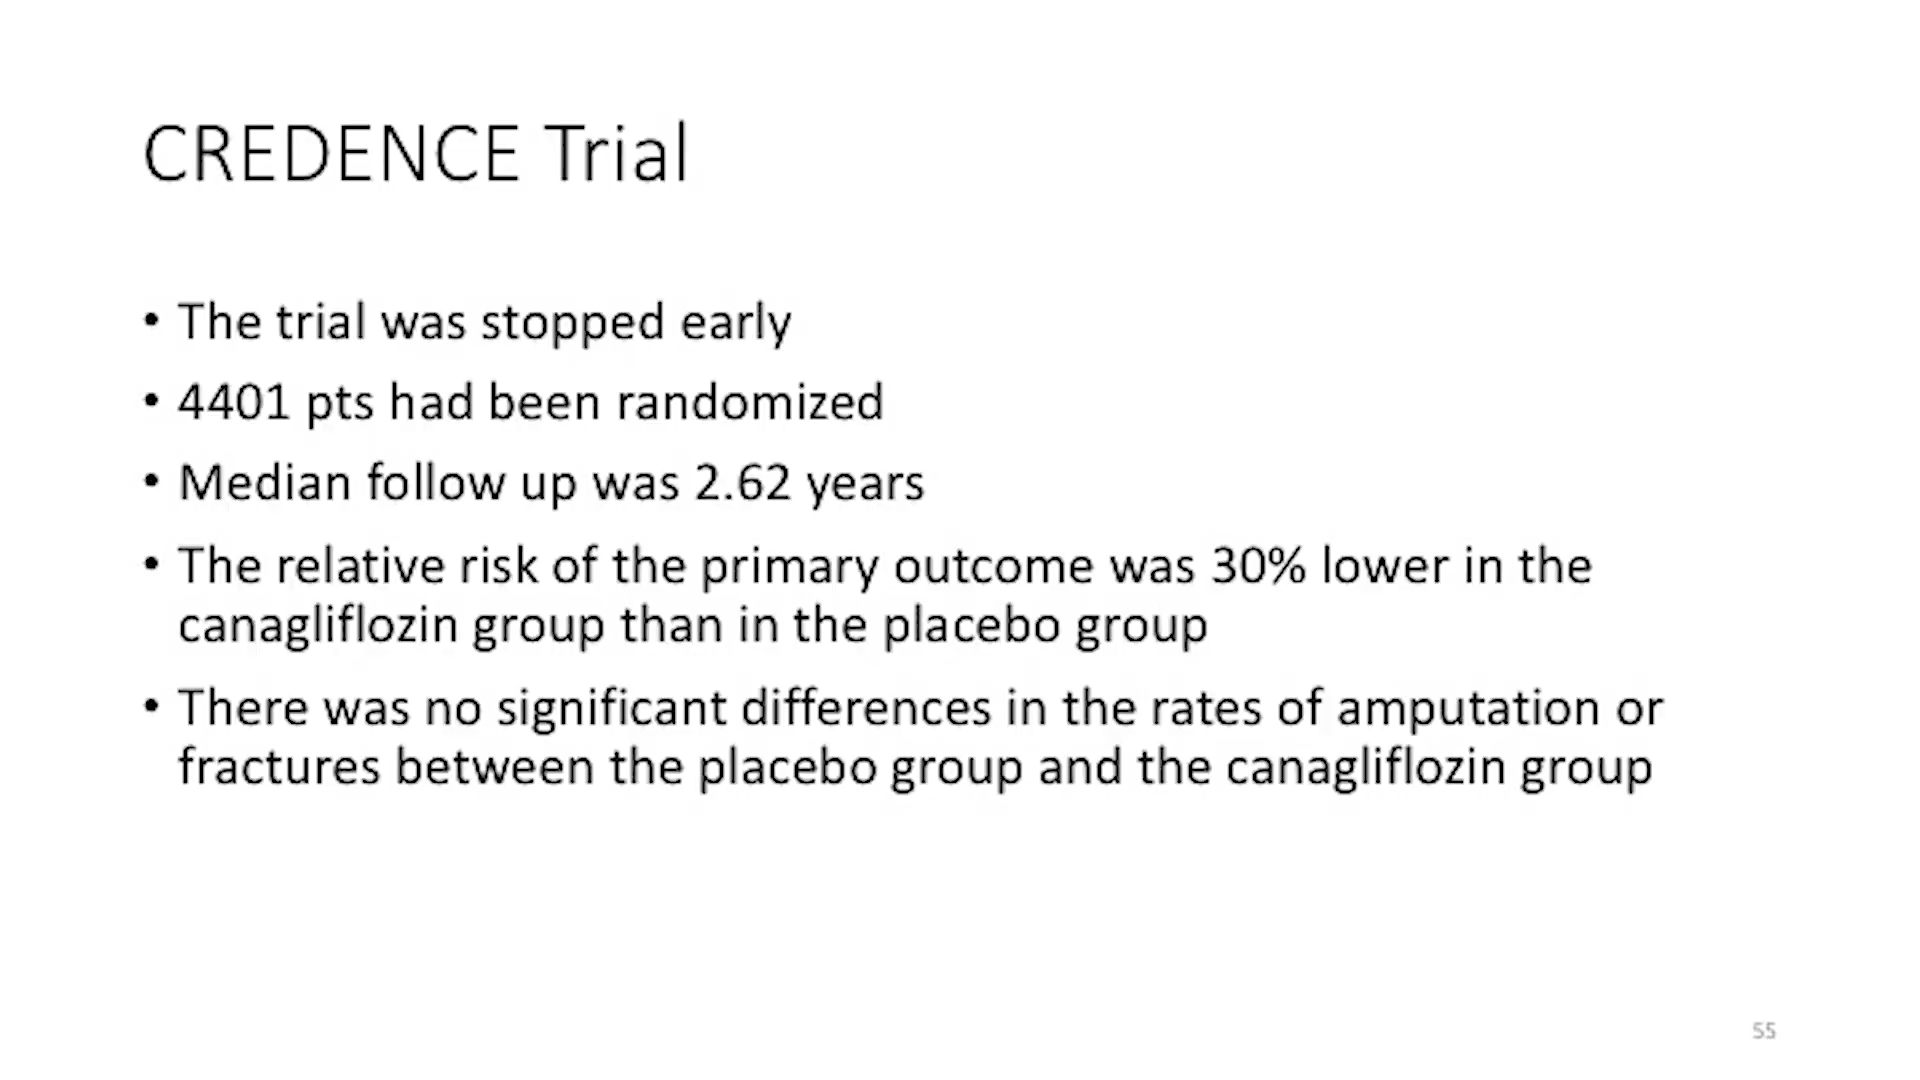 CREDENCE Trial
• The trial was stopped early
• 4401 pts had been randomized
• Median follow up was 2.62 years
• The relative risk of the primary outcome was 30% lower in the
canagliflozin group than in the placebo group
• There was no significant differences in the rates of amputation or
fractures between the placebo group and the canagliflozin group
55